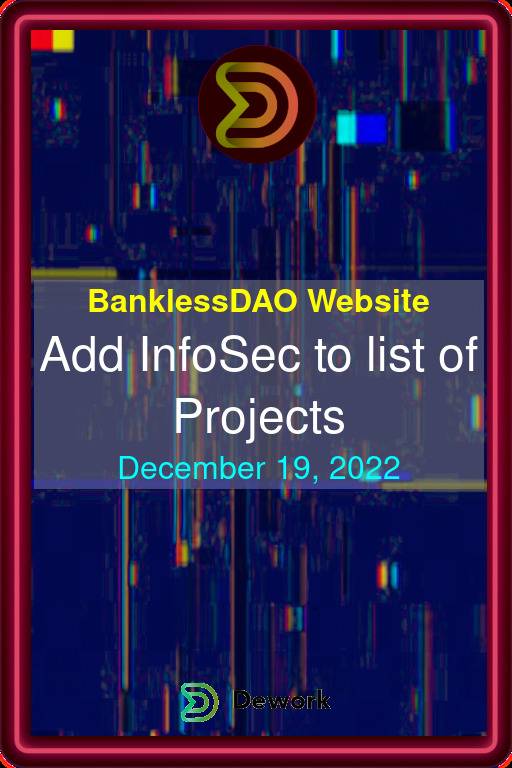 BanklessDAO Website
Add InfoSec to list of
Projects
December 19, 2022
Dework